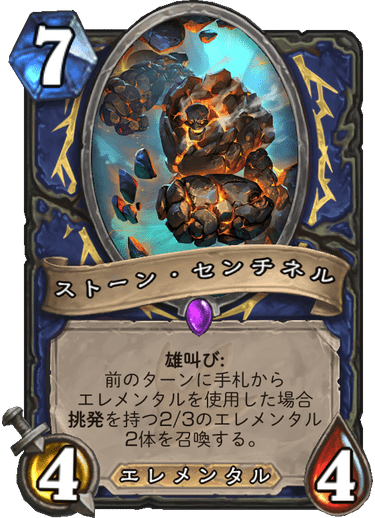 7
ストーン・センチネル
雄叫び:
前のターンに手札から
エレメンタルを使用した場合
挑発を持つ2/3のエレメンタル
2体を召喚する。
4
エレメンタル
4